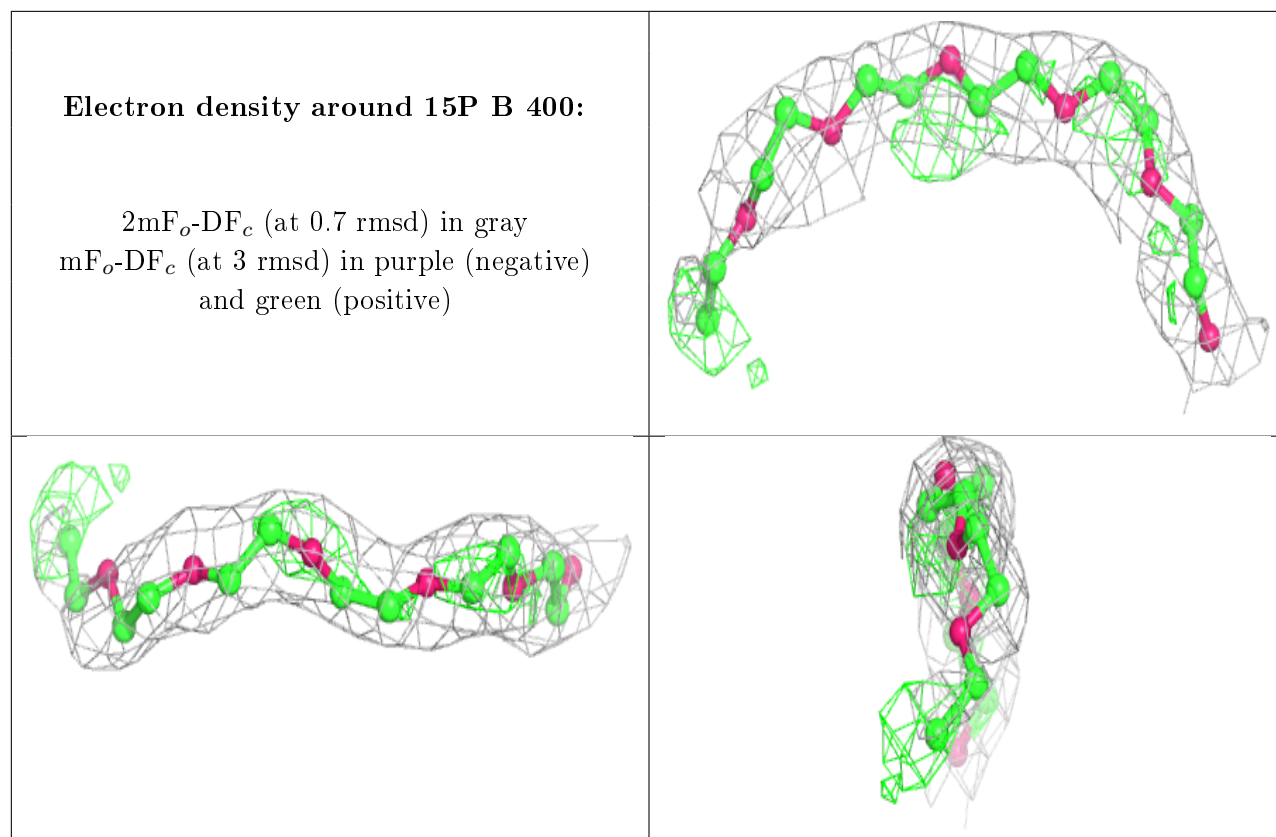 Electron density around 15P B 400:
2mFₒ-DF𝒸 (at 0.7 rmsd) in gray
mFₒ-DF𝒸 (at 3 rmsd) in purple (negative)
and green (positive)